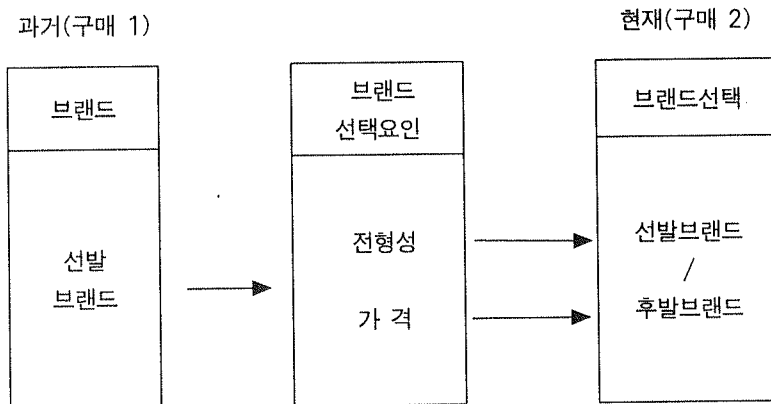 과거(구매 1)
현재(구매 2)
브랜드
브랜드
선택요인
브랜드선택
선발
브랜드
전형성
가 격
선발브랜드
/
후발브랜드